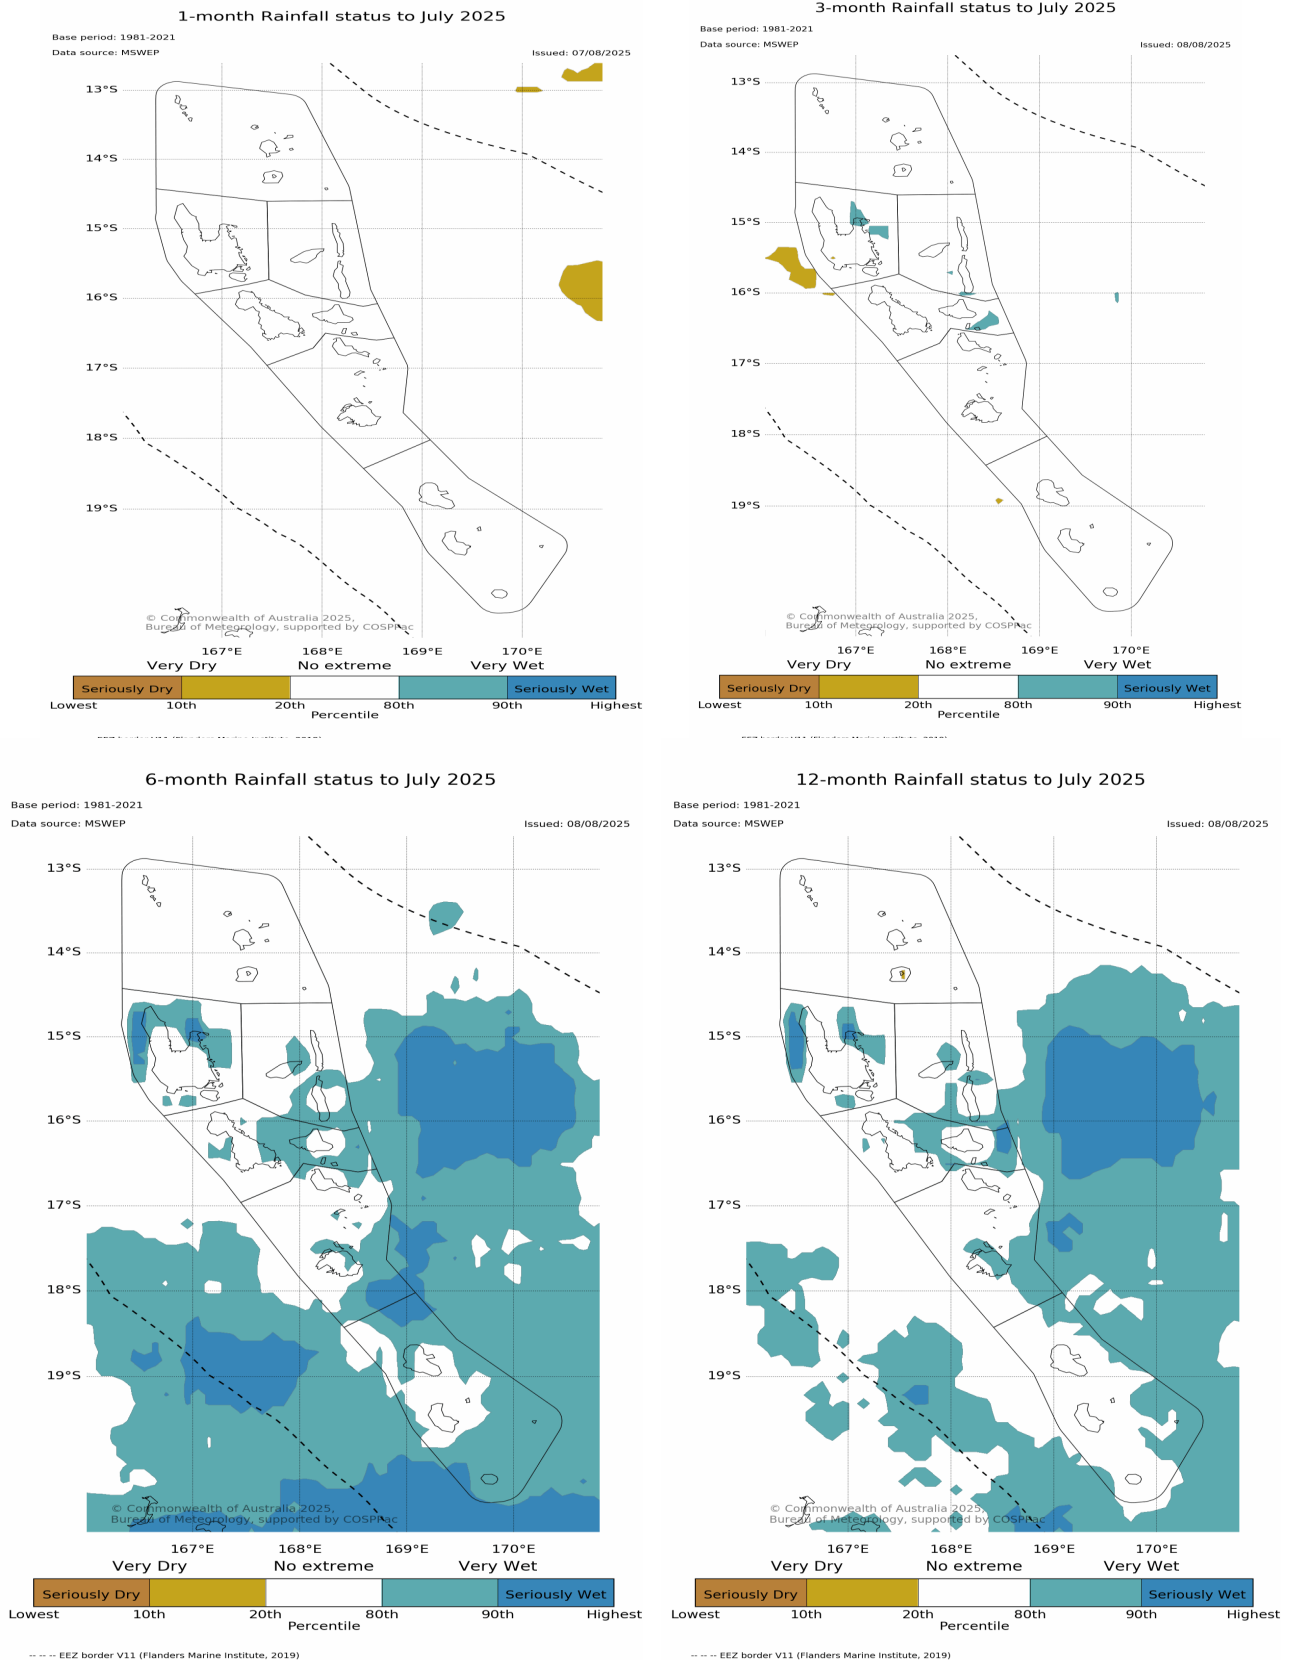 1-month Rainfall status to July 2025
Base period: 1981-2021
Data source: MSWEP
Issued: 07/08/2025
13°S
14°S
15°S
16°S
17°S
18°S
19°S
© Commonwealth of Australia 2025,
Bureau of Meteorology, supported by COSPPac
167°E 168°E 169°E 170°E
Very Dry No extreme Very Wet
Seriously Dry Seriously Wet
Lowest 10th 20th 80th 90th Highest
Percentile
3-month Rainfall status to July 2025
Base period: 1981-2021
Data source: MSWEP
Issued: 08/08/2025
13°S
14°S
15°S
16°S
17°S
18°S
19°S
© Commonwealth of Australia 2025,
Bureau of Meteorology, supported by COSPPac
167°E 168°E 169°E 170°E
Very Dry No extreme Very Wet
Seriously Dry Seriously Wet
Lowest 10th 20th 80th 90th Highest
Percentile
6-month Rainfall status to July 2025
Base period: 1981-2021
Data source: MSWEP
Issued: 08/08/2025
13°S
14°S
15°S
16°S
17°S
18°S
19°S
© Commonwealth of Australia 2025,
Bureau of Meteorology, supported by COSPPac
167°E 168°E 169°E 170°E
Very Dry No extreme Very Wet
Seriously Dry Seriously Wet
Lowest 10th 20th 80th 90th Highest
Percentile
-- -- -- EEZ border V11 (Flanders Marine Institute, 2019)
12-month Rainfall status to July 2025
Base period: 1981-2021
Data source: MSWEP
Issued: 08/08/2025
13°S
14°S
15°S
16°S
17°S
18°S
19°S
© Commonwealth of Australia 2025,
Bureau of Meteorology, supported by COSPPac
167°E 168°E 169°E 170°E
Very Dry No extreme Very Wet
Seriously Dry Seriously Wet
Lowest 10th 20th 80th 90th Highest
Percentile
-- -- -- EEZ border V11 (Flanders Marine Institute, 2019)